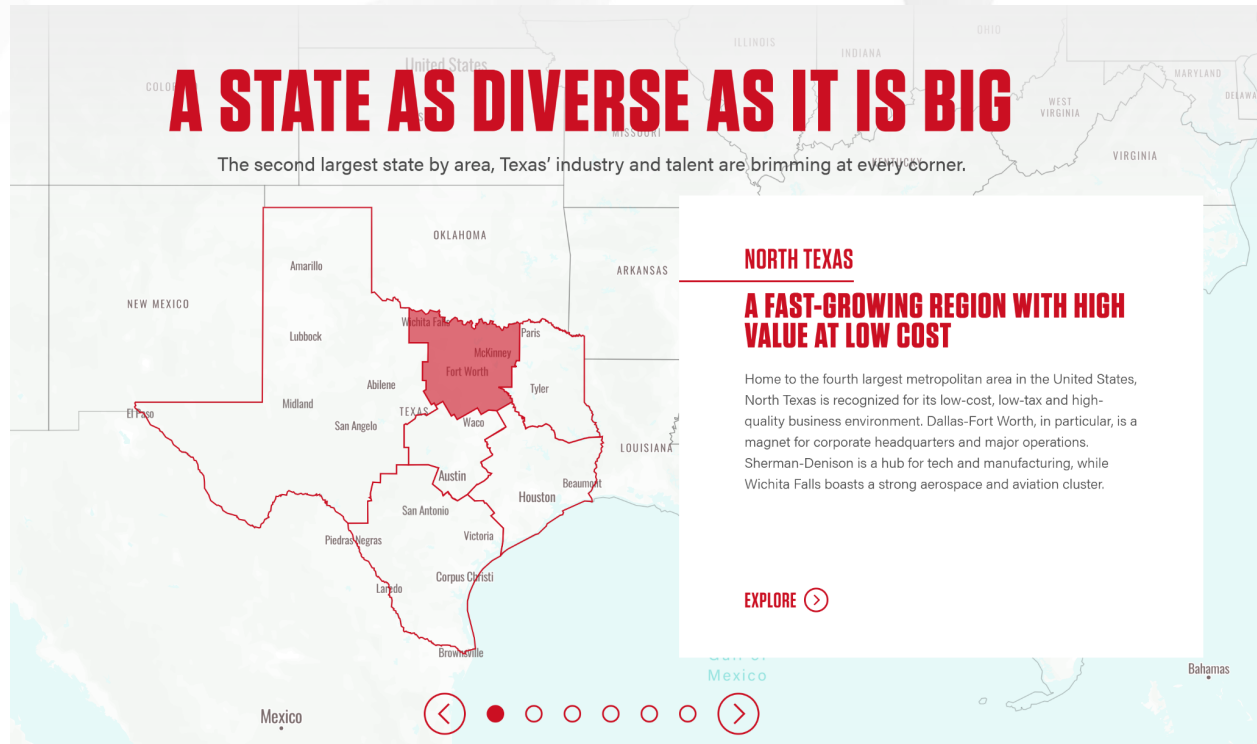 ILLINOIS
OHIO
INDIANA
United States
COLO
MARYLAND
A STATE AS DIVERSE AS IT IS BIG
DELAWA
WEST
VIRGINIA
MISSOURI
The second largest state by area, Texas’ industry and talent are brimming at every corner.
KENTUCKY
VIRGINIA
OKLAHOMA
ARKANSAS
NEW MEXICO
Amarillo
Lubbock
Wichita Falls
Paris
McKinney
Fort Worth
Abilene
Tyler
Midland
TEXAS
El Paso
San Angelo
Waco
LOUISIANA
Austin
Beaumont
Houston
San Antonio
Victoria
Piedras Negras
Corpus Christi
Laredo
Brownsville
NORTH TEXAS
A FAST-GROWING REGION WITH HIGH
VALUE AT LOW COST
Home to the fourth largest metropolitan area in the United States,
North Texas is recognized for its low-cost, low-tax and high-
quality business environment. Dallas-Fort Worth, in particular, is a
magnet for corporate headquarters and major operations.
Sherman-Denison is a hub for tech and manufacturing, while
Wichita Falls boasts a strong aerospace and aviation cluster.
EXPLORE
Gulf of
Mexico
Bahamas
Mexico